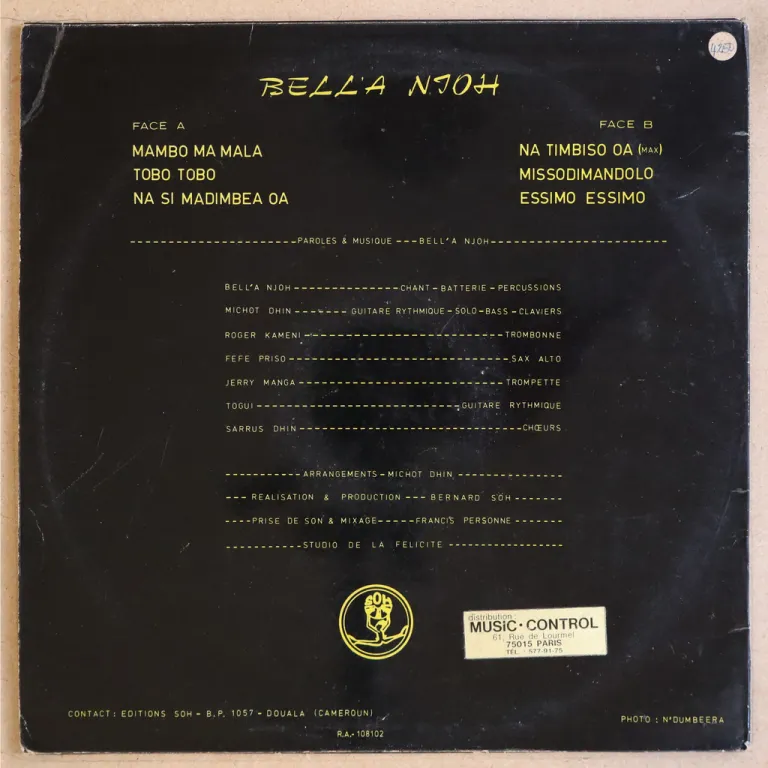 BELL'A NJOH
FACE A
MAMBO MA MALA
TOBO TOBO
NA SI MADIMBEA OA
FACE B
NA TIMBISO OA (MAX)
MISSODIMANDOLO
ESSIMO ESSIMO
PAROLES & MUSIQUE --- BELL'A NJOH
BELL'A NJOH --- CHANT - BATTERIE - PERCUSSIONS
MICHOT DHIN --- GUITARE RYTHMIQUE - SOLO - BASS - CLAVIERS
ROGER KAMENI --- TROMBONNE
FEFE PRISO --- SAX ALTO
JERRY MANGA --- TROMPETTE
TOGUI --- GUITARE RYTHMIQUE
SARRUS DHIN --- CHŒURS
ARRANGEMENTS - MICHOT DHIN
REALISATION & PRODUCTION --- BERNARD SOH
PRISE DE SON & MIXAGE --- FRANCIS PERSONNE
STUDIO DE LA FELICITE
SOH
distribution:
MUSIC • CONTROL
61, Rue de Lourmel
75015 PARIS
TÉL. 577-91-75
CONTACT : EDITIONS SOH - B.P. 1057 - DOUALA (CAMEROUN)
PHOTO : N'DUMBEERA
R.A.- 108102